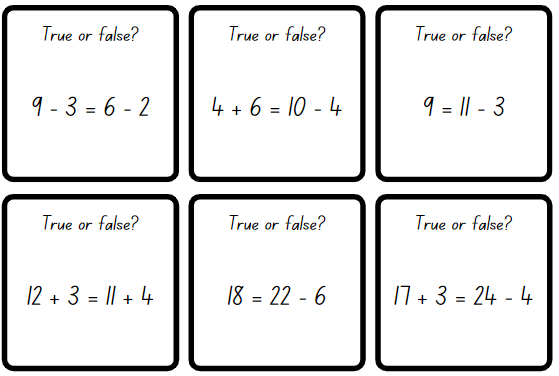 True or false?
9 - 3 = 6 - 2
True or false?
4 + 6 = 10 - 4
True or false?
9 = 11 - 3
True or false?
12 + 3 = 11 + 4
True or false?
18 = 22 - 6
True or false?
17 + 3 = 24 - 4